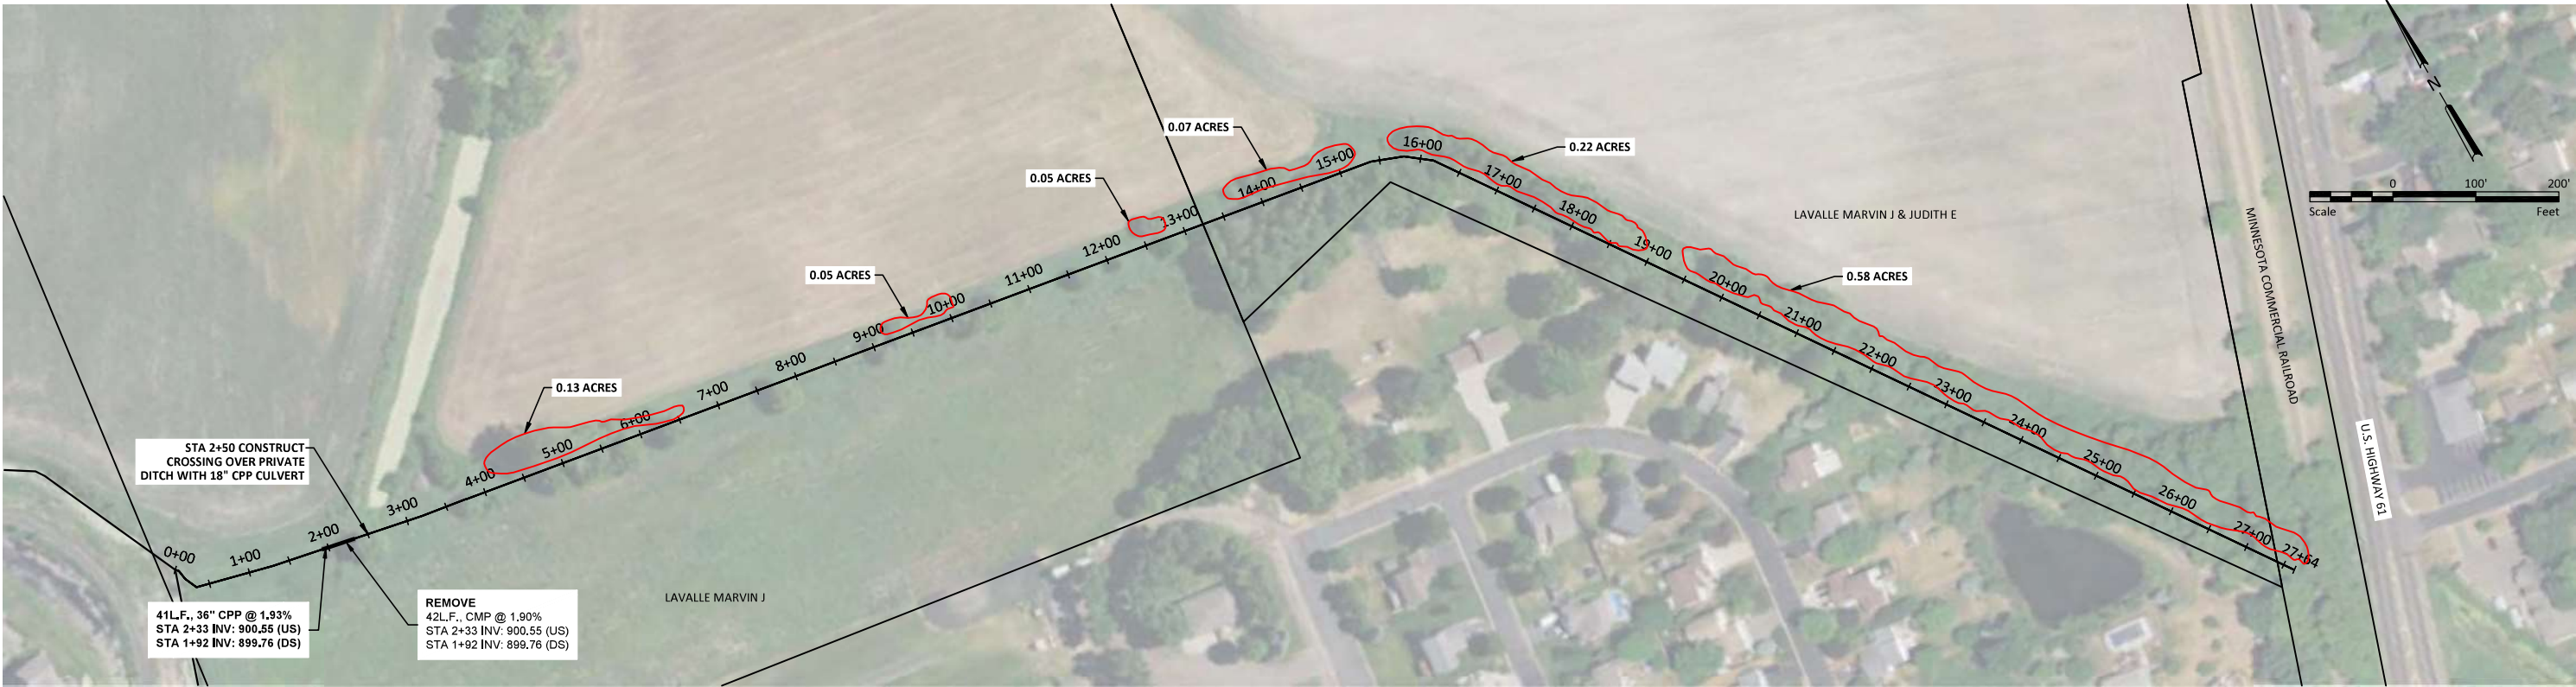 0.07 ACRES
0.22 ACRES
0.05 ACRES
0.05 ACRES
0.58 ACRES
0.13 ACRES
LAVALLE MARVIN J & JUDITH E
N
0 100' 200'
Scale Feet
MINNESOTA COMMERCIAL RAILROAD
U.S. HIGHWAY 61
0+00
1+00
2+00
3+00
4+00
5+00
6+00
7+00
8+00
9+00
10+00
11+00
12+00
13+00
14+00
15+00
16+00
17+00
18+00
19+00
20+00
21+00
22+00
23+00
24+00
25+00
26+00
27+00
27+64
STA 2+50 CONSTRUCT
CROSSING OVER PRIVATE
DITCH WITH 18" CPP CULVERT
41L.F., 36" CPP @ 1.93%
STA 2+33 INV: 900.55 (US)
STA 1+92 INV: 899.76 (DS)
REMOVE
42L.F., CMP @ 1.90%
STA 2+33 INV: 900.55 (US)
STA 1+92 INV: 899.76 (DS)
LAVALLE MARVIN J